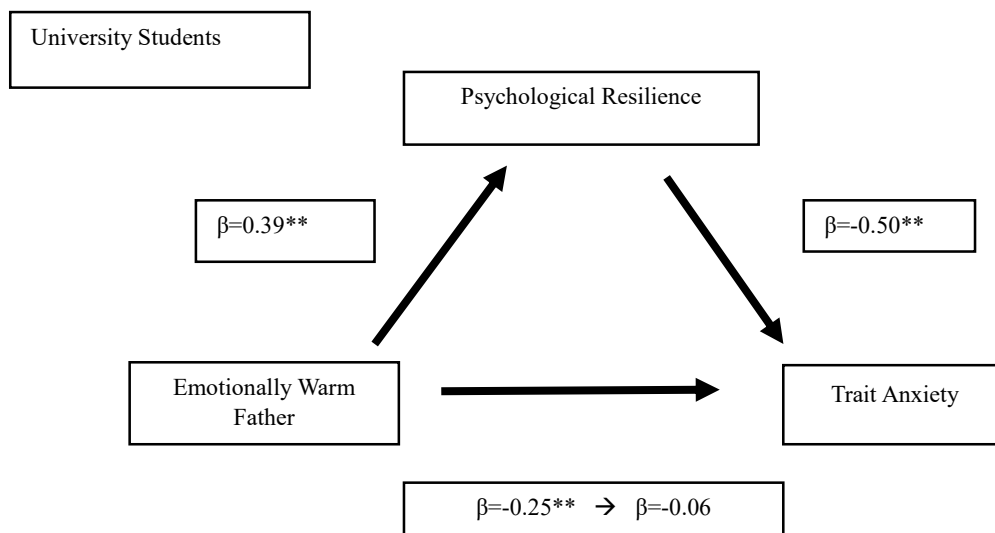 University Students
Psychological Resilience
β=0.39**
β=-0.50**
Emotionally Warm
Father
Trait Anxiety
β=-0.25** → β=-0.06